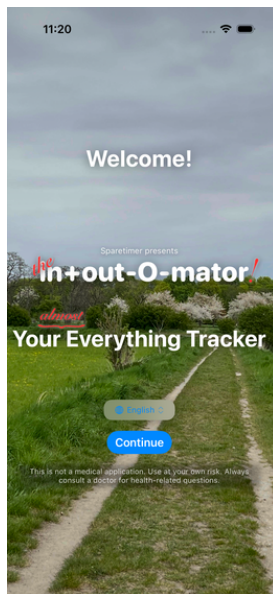 11:20
Welcome!
Sparetimer presents
the in+out-O-mator!
almost
Your Everything Tracker
English
Continue
This is not a medical application. Use at your own risk. Always
consult a doctor for health-related questions.